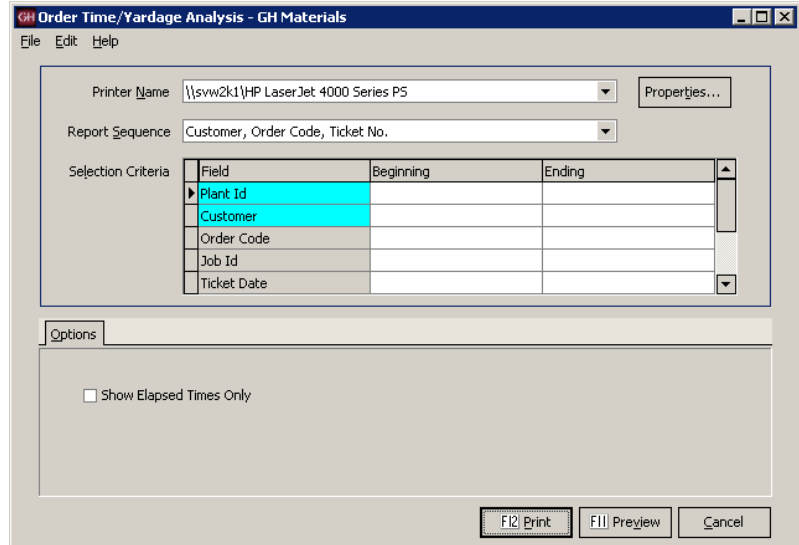 GH Order Time/Yardage Analysis - GH Materials
File Edit Help
Printer Name \\svw2k1\HP LaserJet 4000 Series PS Properties...
Report Sequence Customer, Order Code, Ticket No.
Selection Criteria Field Beginning Ending
Plant Id
Customer
Order Code
Job Id
Ticket Date
Options
Show Elapsed Times Only
F12 Print F11 Preview Cancel